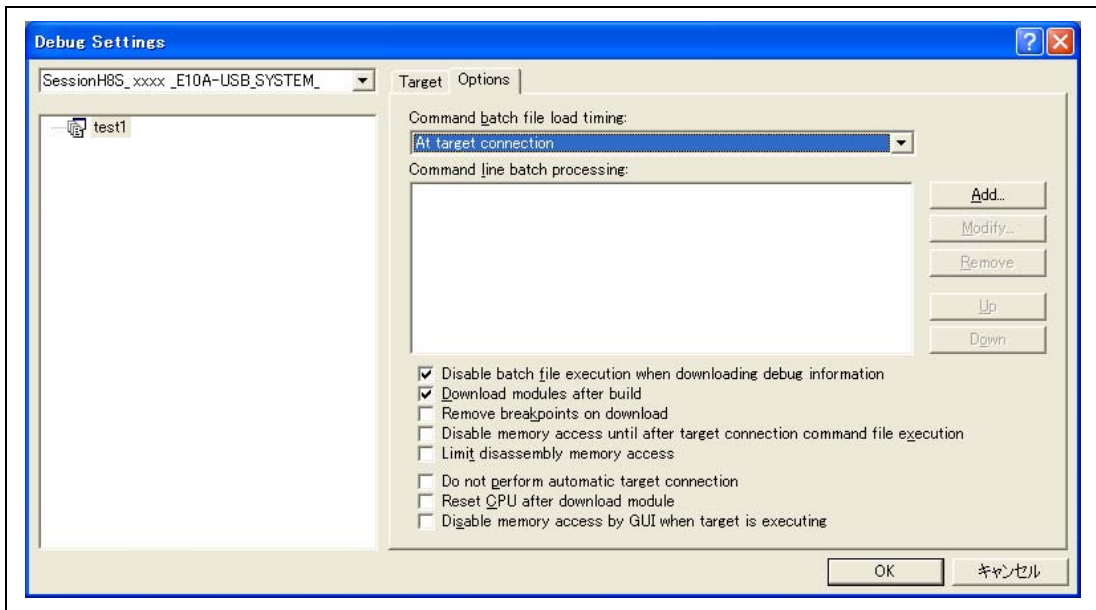 Debug Settings
SessionH8S_ xxxx _E10A-USB_SYSTEM_
test1
Target
Options
Command batch file load timing:
At target connection
Command line batch processing:
Add...
Modify...
Remove
Up
Down
Disable batch file execution when downloading debug information
Download modules after build
Remove breakpoints on download
Disable memory access until after target connection command file execution
Limit disassembly memory access
Do not perform automatic target connection
Reset CPU after download module
Disable memory access by GUI when target is executing
OK
キャンセル